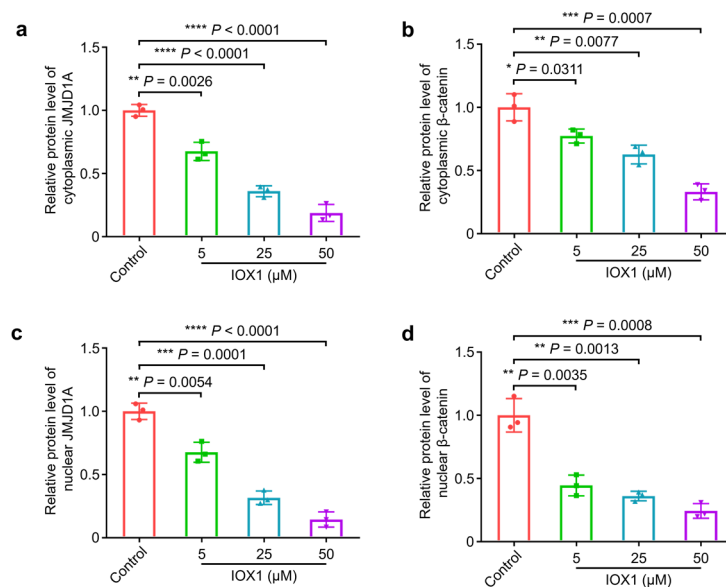 a
**** P < 0.0001
**** P < 0.0001
** P = 0.0026
Relative protein level of
cytoplasmic JMJD1A
1.5
1.0
0.5
0
Control
5
25
50
IOX1 (µM)
b
*** P = 0.0007
** P = 0.0077
* P = 0.0311
Relative protein level of
cytoplasmic β-catenin
1.5
1.0
0.5
0
Control
5
25
50
IOX1 (µM)
c
**** P < 0.0001
*** P = 0.0001
** P = 0.0054
Relative protein level of
nuclear JMJD1A
1.5
1.0
0.5
0
Control
5
25
50
IOX1 (µM)
d
*** P = 0.0008
** P = 0.0013
** P = 0.0035
Relative protein level of
nuclear β-catenin
1.5
1.0
0.5
0
Control
5
25
50
IOX1 (µM)